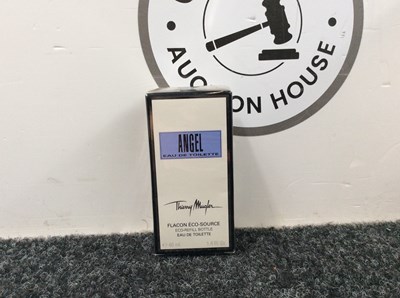 AUCTION HOUSE
ANGEL
EAU DE TOILETTE
Thierry Mugler
FLACON ECO-SOURCE
ECO-REFILL BOTTLE
EAU DE TOILETTE